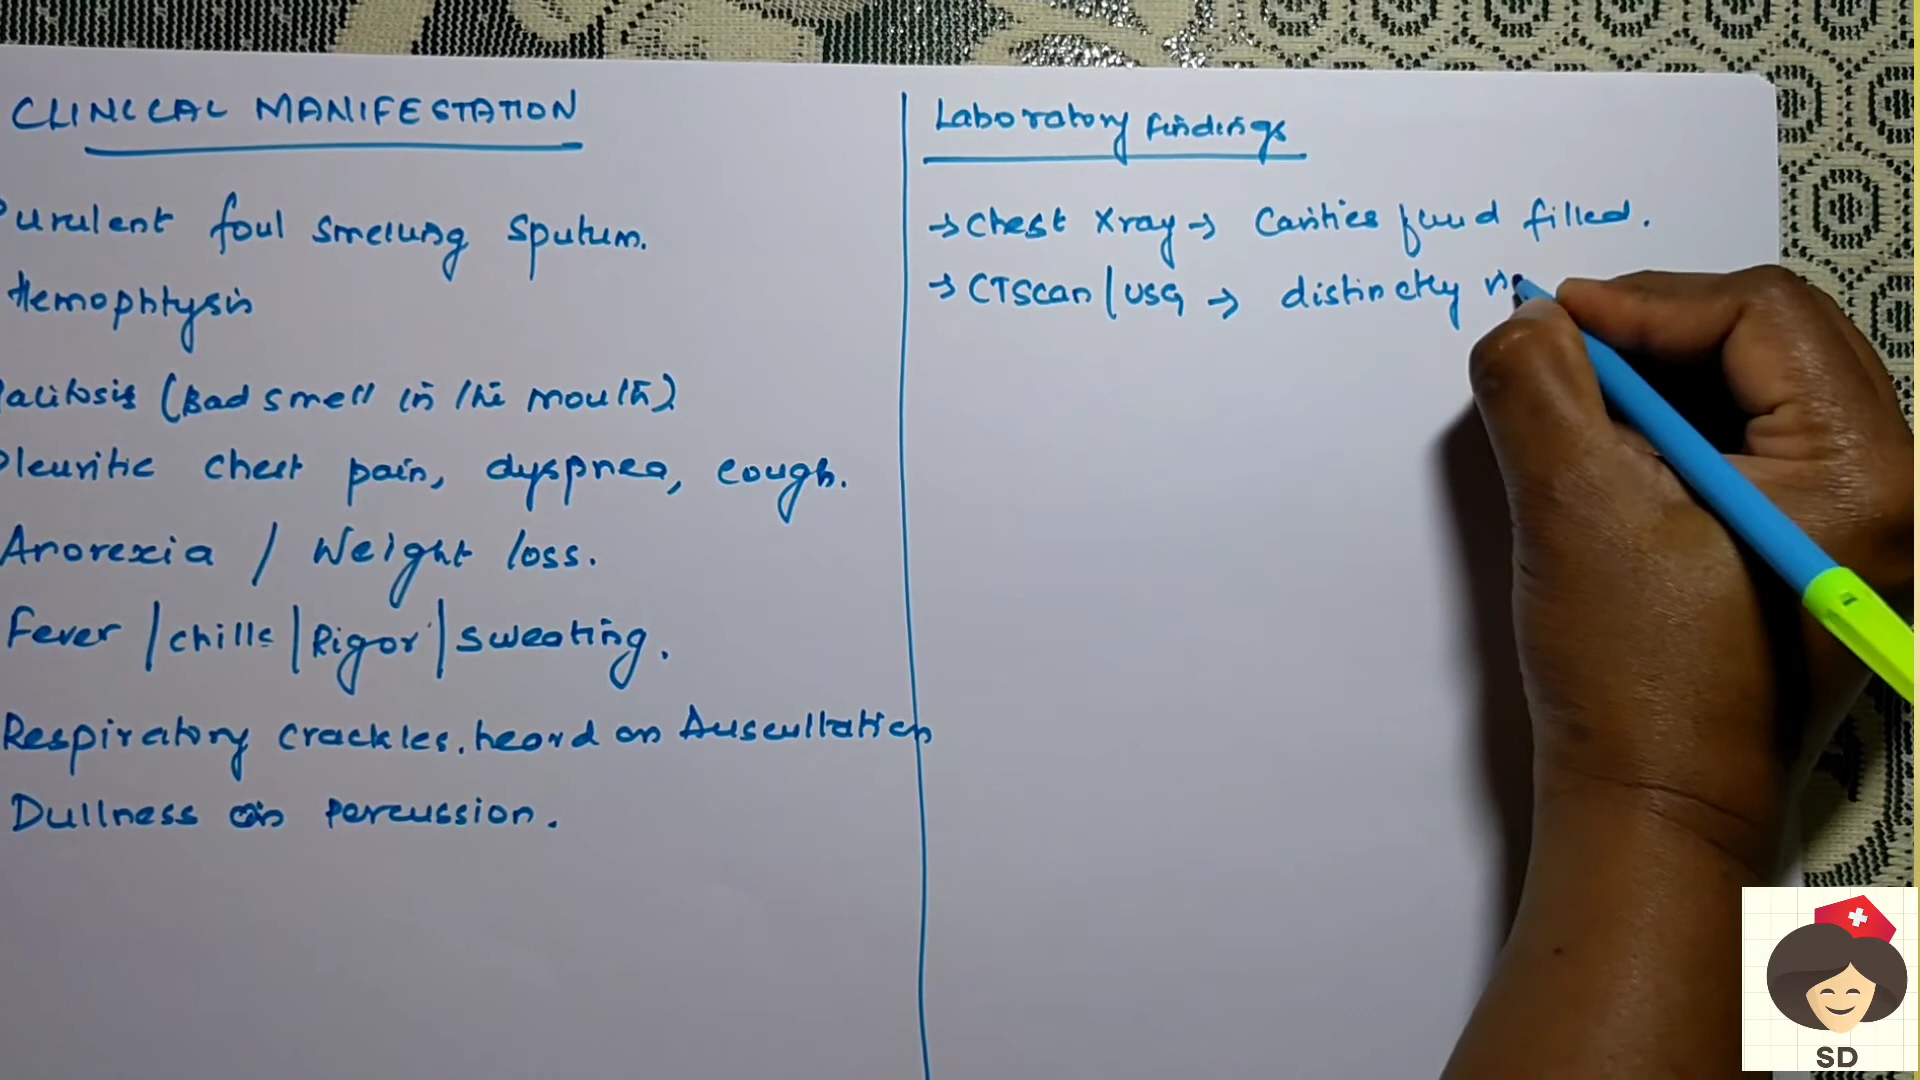 CLINICAL MANIFESTATION
Purulent foul smelling sputum.
Hemophtysis
Halitosis (Bad smell in the mouth)
Pleuritic chest pain, dyspnea, cough.
Anorexia / Weight loss.
Fever / chills / Rigor / sweating.
Respiratory crackles. heard on Auscultation
Dullness on percussion.
Laboratory findings
→ Chest Xray → Cavities fluid filled.
→ CTScan / USG → distinctly
SD